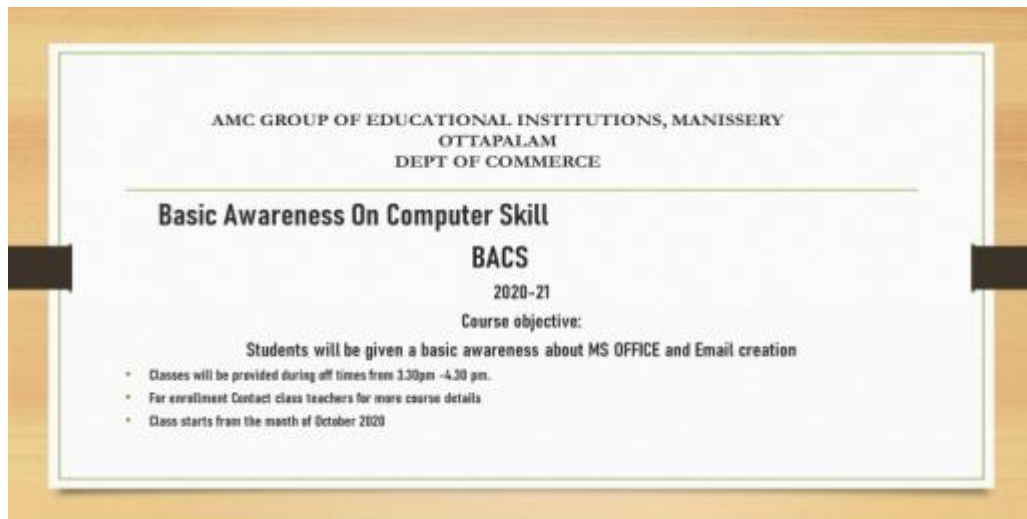 AMC GROUP OF EDUCATIONAL INSTITUTIONS, MANISSERY
OTTAPALAM
DEPT OF COMMERCE
Basic Awareness On Computer Skill
BACS
2020-21
Course objective:
Students will be given a basic awareness about MS OFFICE and Email creation
• Classes will be provided during off times from 3.30pm -4.30 pm.
• For enrollment Contact class teachers for more course details
• Class starts from the month of October 2020